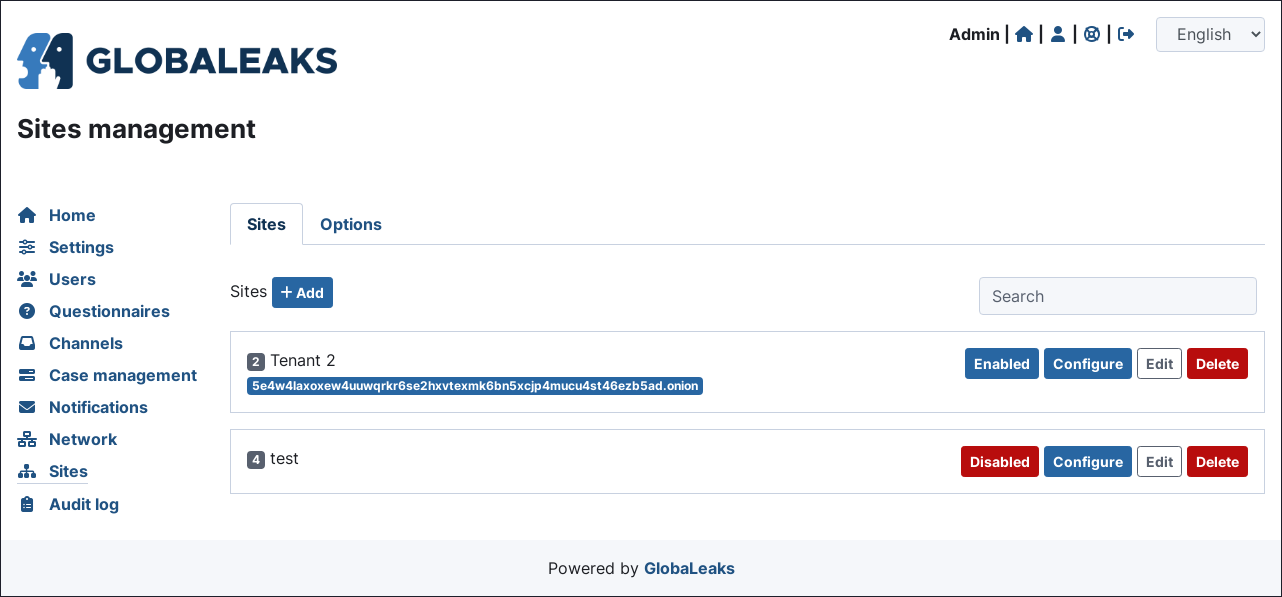 Admin | | | | English
GLOBALEAKS
Sites management
Home
Settings
Users
Questionnaires
Channels
Case management
Notifications
Network
Sites
Audit log
Sites Options
Sites + Add Search
2 Tenant 2 Enabled Configure Edit Delete
5e4w4laxoxew4uuwqrkr6se2hxvtexmk6bn5xcjp4mucu4st46ezb5ad.onion
4 test Disabled Configure Edit Delete
Powered by GlobaLeaks